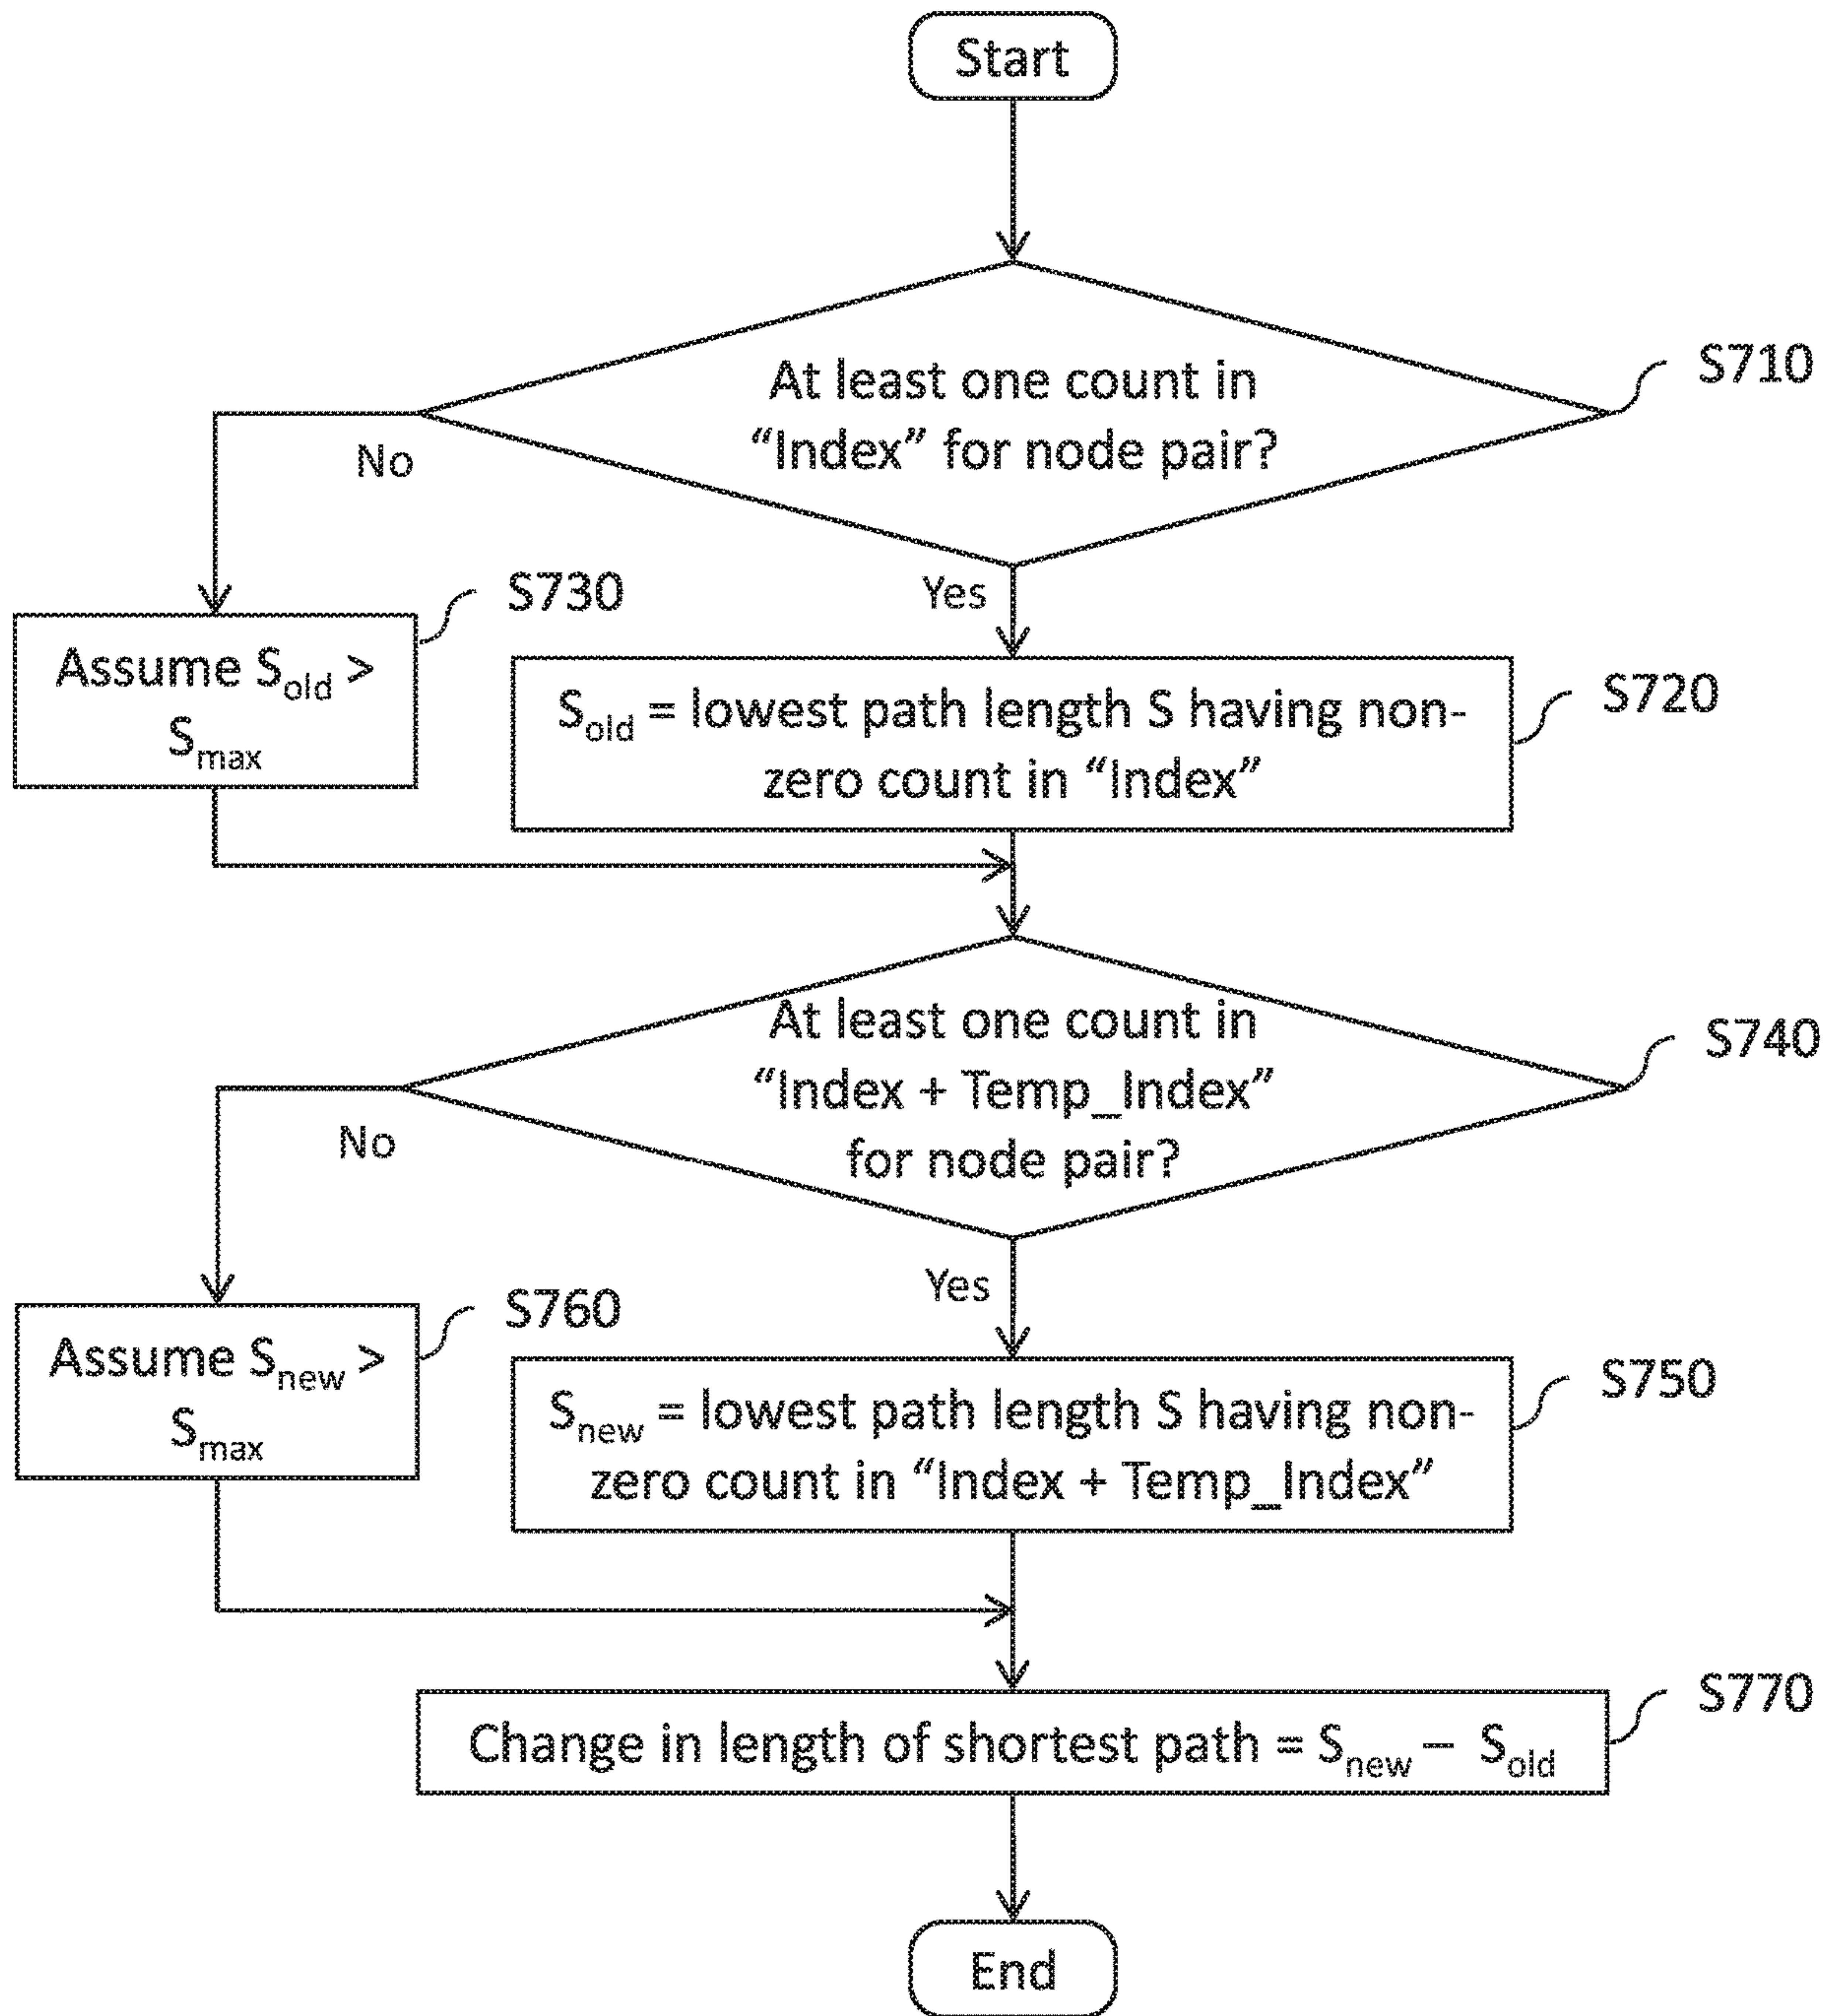 Start
At least one count in
“Index” for node pair?
S710
No
Yes
S730
Assume Sold >
Smax
S720
Sold = lowest path length S having non-
zero count in “Index”
At least one count in
“Index + Temp_Index”
for node pair?
S740
No
Yes
S760
Assume Snew >
Smax
S750
Snew = lowest path length S having non-
zero count in “Index + Temp_Index”
S770
Change in length of shortest path = Snew – Sold
End